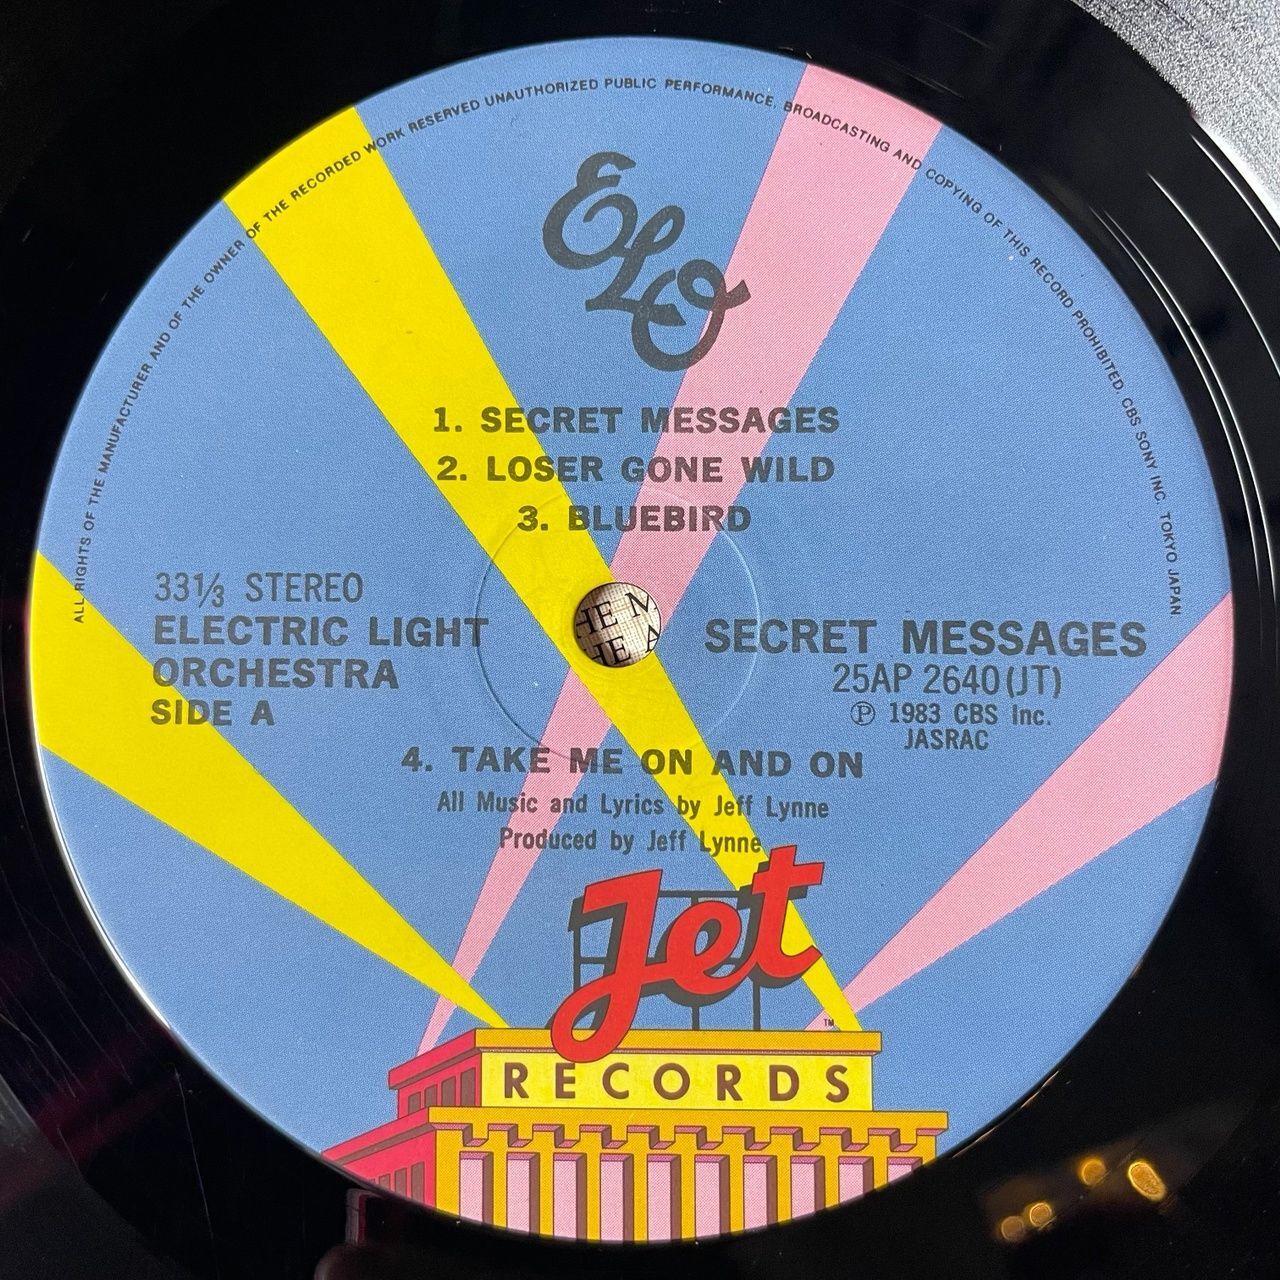 ALL RIGHTS OF THE MANUFACTURER AND OF THE OWNER OF THE RECORDED WORK RESERVED UNAUTHORIZED PUBLIC PERFORMANCE, BROADCASTING AND COPYING OF THIS RECORD PROHIBITED. CBS SONY INC. TOKYO JAPAN
ELO
1. SECRET MESSAGES
2. LOSER GONE WILD
3. BLUEBIRD
33⅓ STEREO
ELECTRIC LIGHT
ORCHESTRA
SIDE A
SECRET MESSAGES
25AP 2640(JT)
Ⓟ 1983 CBS Inc.
JASRAC
HE
HE
4. TAKE ME ON AND ON
All Music and Lyrics by Jeff Lynne
Produced by Jeff Lynne
Jet
TM
RECORDS